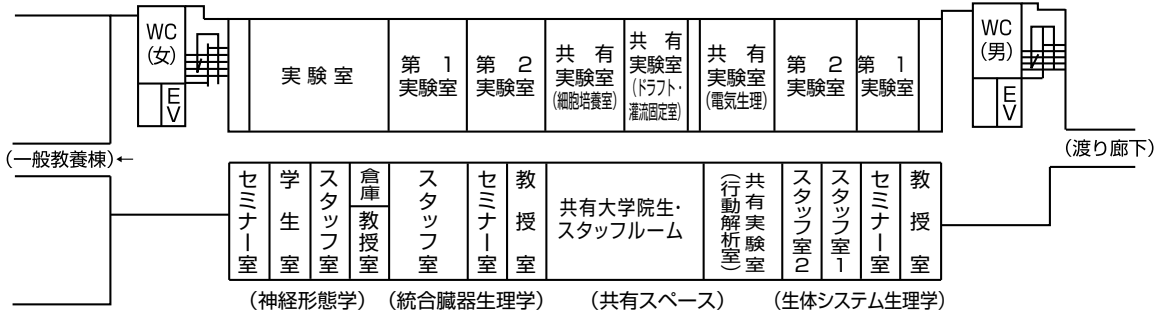 WC
(女)
EV
実験室
第1
実験室
第2
実験室
共有
実験室
(細胞培養室)
共有
実験室
(ドラフト・
灌流固定室)
共有
実験室
(電気生理)
第2
実験室
第1
実験室
WC
(男)
EV
(一般教養棟)←
(渡り廊下)
セミナー室
学生室
スタッフ室
倉庫
教授室
スタッフ室
セミナー室
教授室
共有大学院生・
スタッフルーム
共有実験室
(行動解析室)
スタッフ室2
スタッフ室1
セミナー室
教授室
(神経形態学)
(統合臓器生理学)
(共有スペース)
(生体システム生理学)